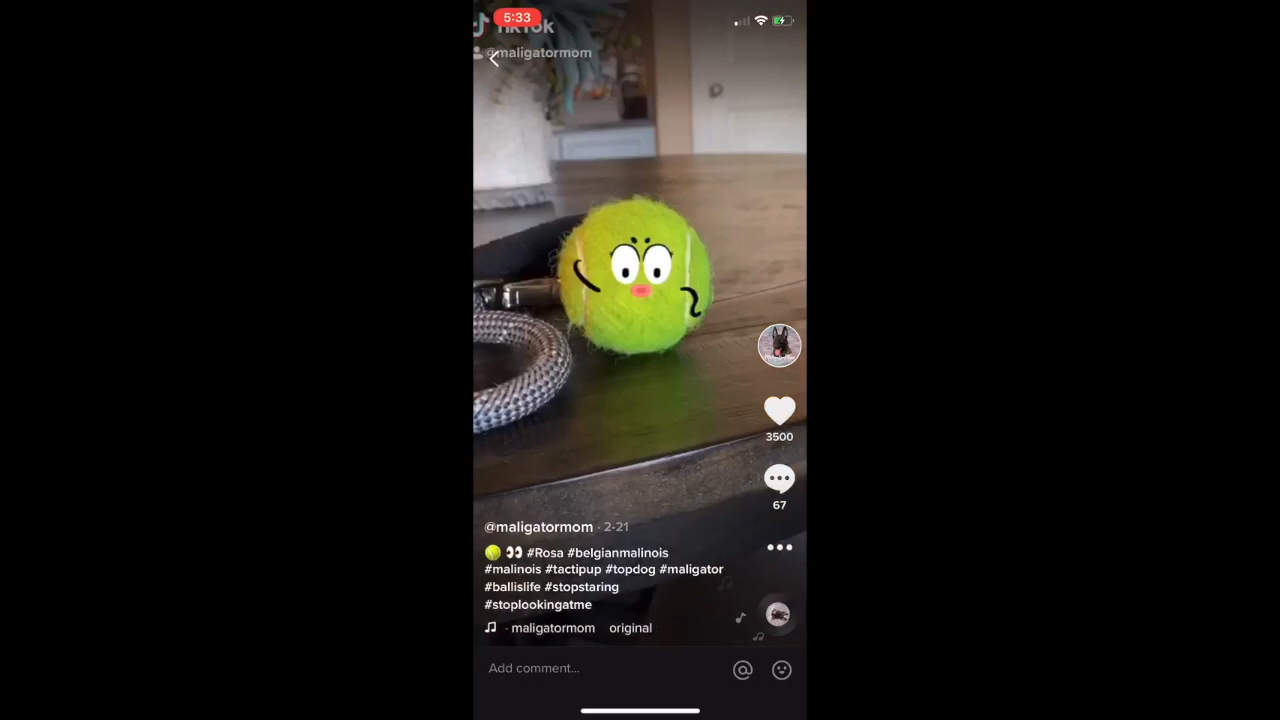 5:33
TikTok
@maligatormom
3500
67
@maligatormom · 2-21
#Rosa #belgianmalinois
#malinois #tactipup #topdog #maligator
#ballislife #stopstaring
#stoplookingatme
- maligatormom original
Add comment...